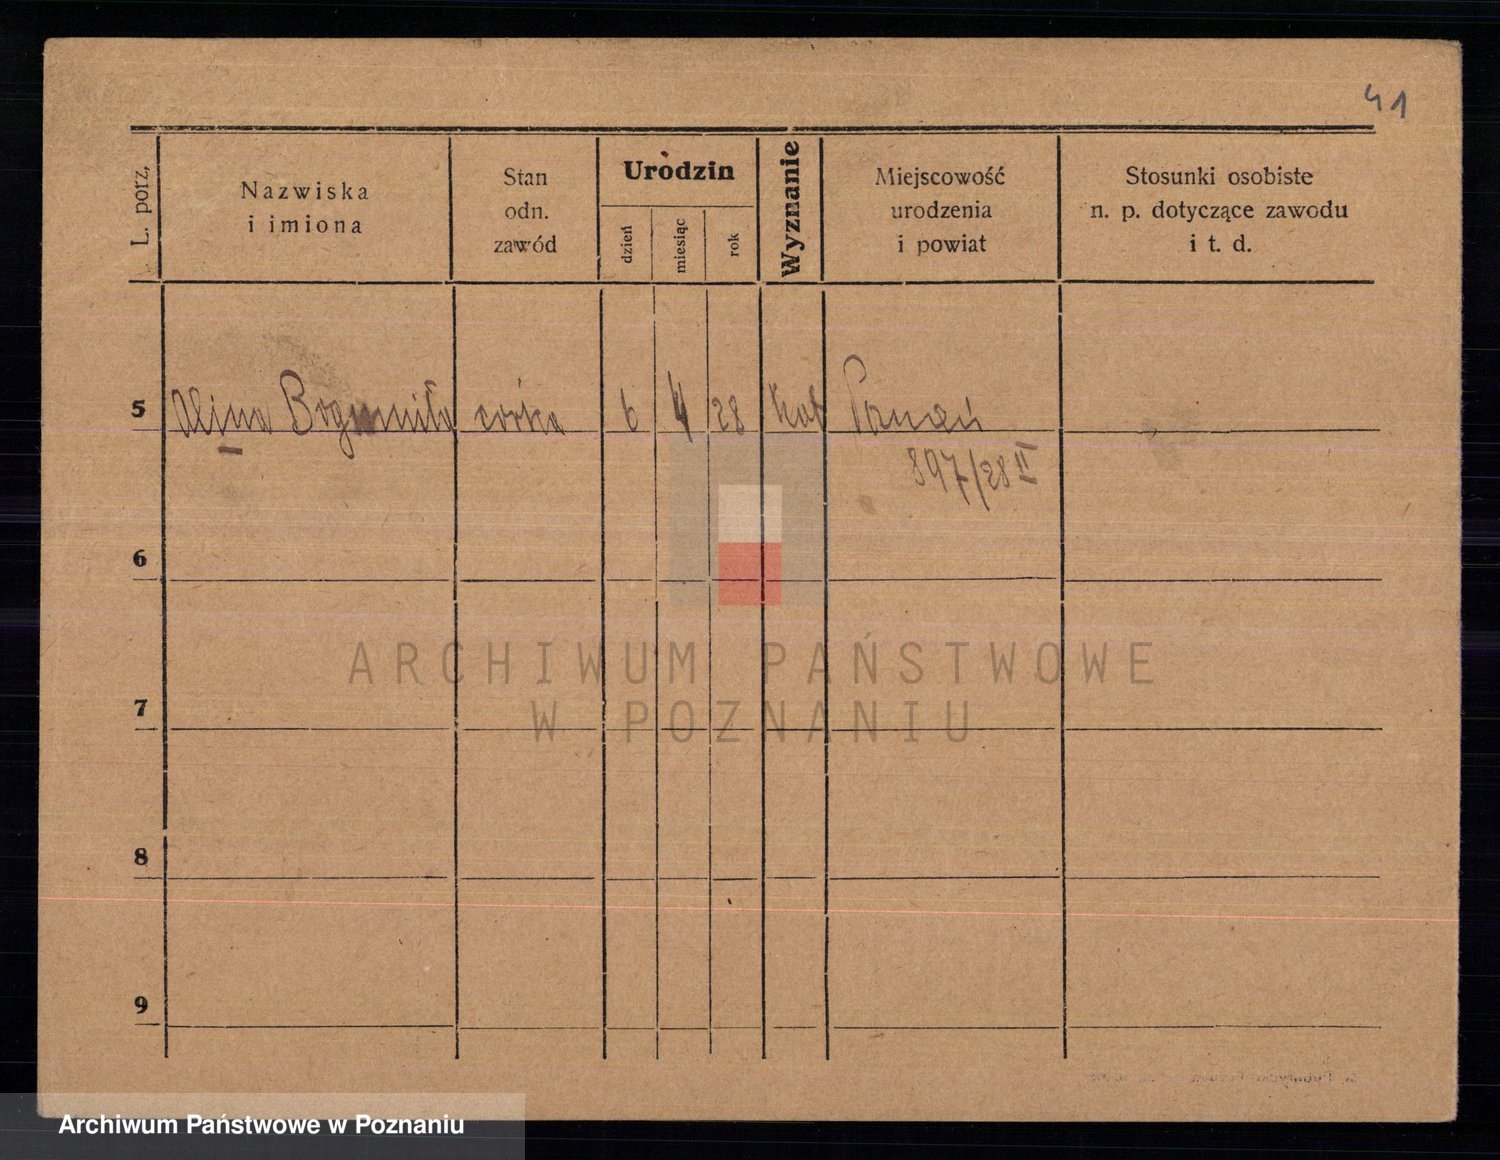 41
L. porz,
Nazwiska
i imiona
Stan
odn.
zawód
Urodzin
dzień
miesiąc
rok
Wyznanie
Miejscowość
urodzenia
i powiat
Stosunki osobiste
n. p. dotyczące zawodu
i t. d.
5 Alina Bogumiła córka 6 4 28 kat Poznań
897/28 II
6
7
8
9
ARCHIWUM PAŃSTWOWE
W POZNANIU
Archiwum Państwowe w Poznaniu